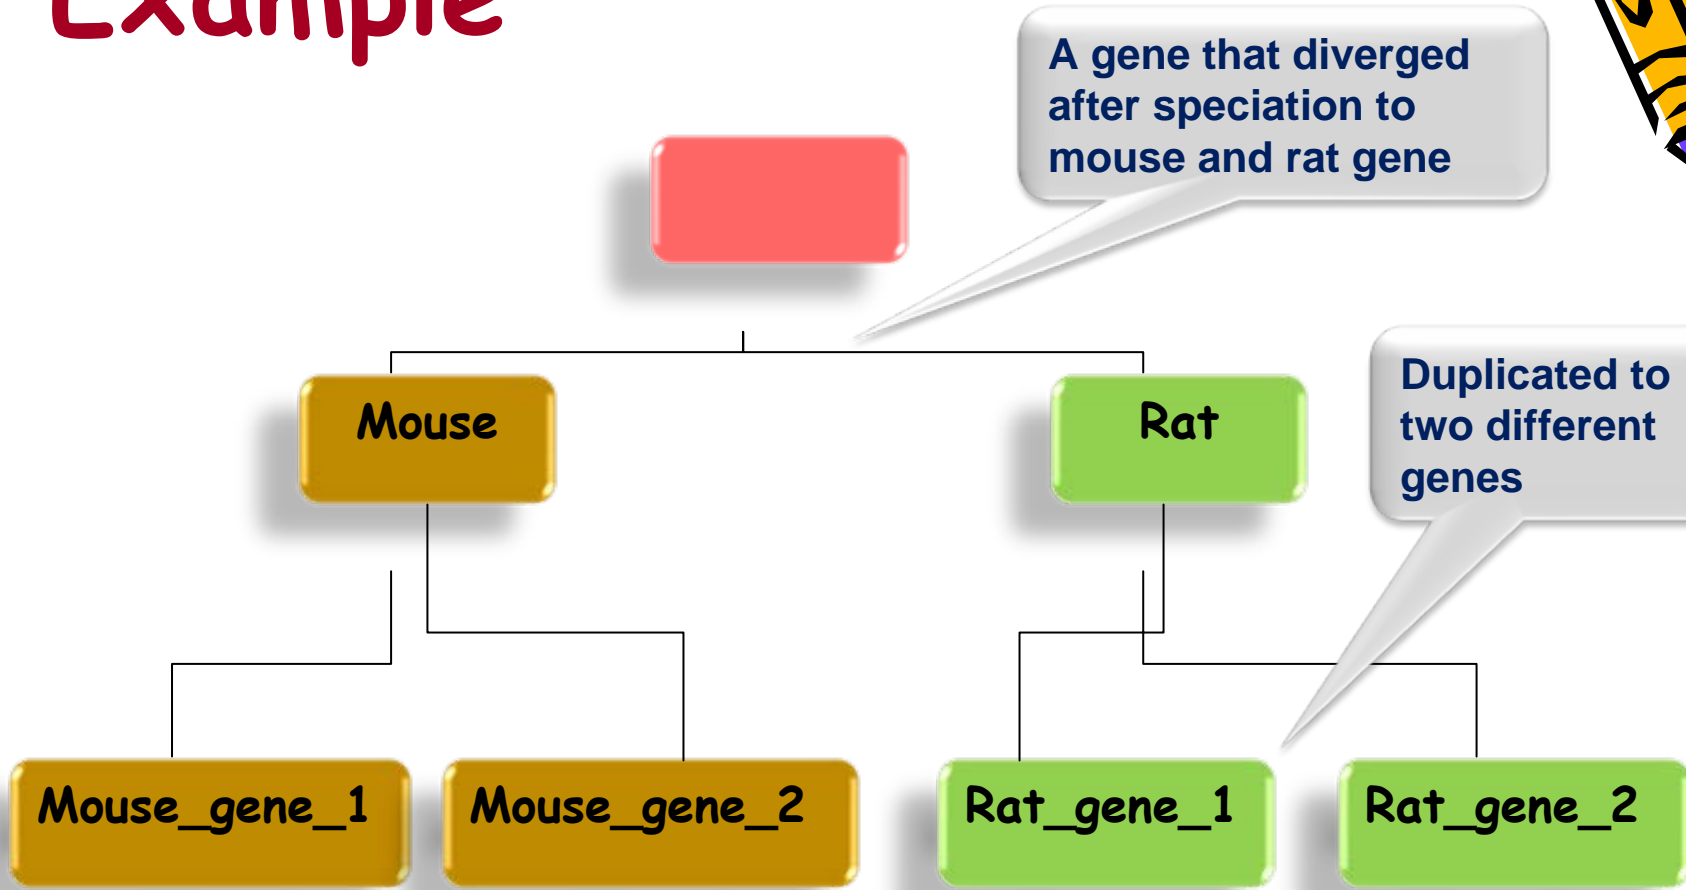 Example
A gene that diverged
after speciation to
mouse and rat gene
Mouse
Rat
Duplicated to
two different
genes
Mouse_gene_1
Mouse_gene_2
Rat_gene_1
Rat_gene_2